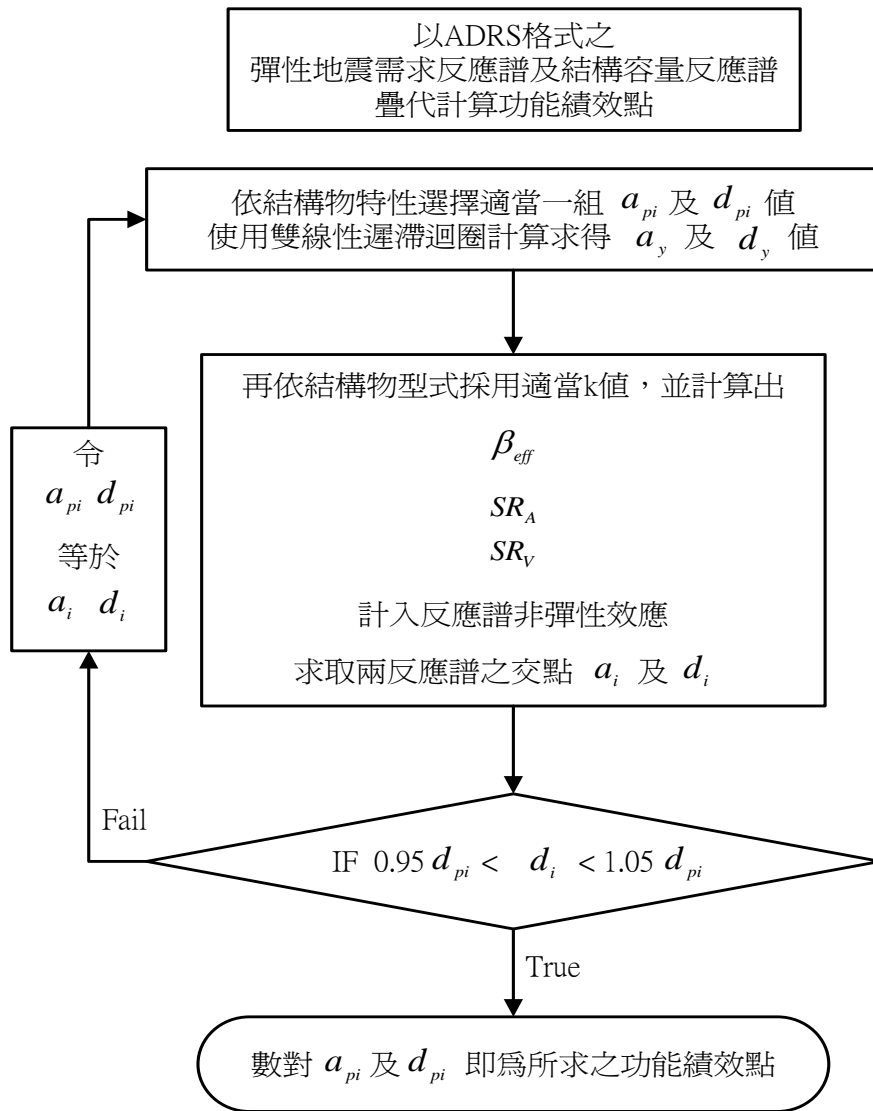 以ADRS格式之
彈性地震需求反應譜及結構容量反應譜
疊代計算功能績效點
依結構物特性選擇適當一組 a_pi 及 d_pi 值
使用雙線性遲滯迴圈計算求得 a_y 及 d_y 值
再依結構物型式採用適當k值，並計算出
β_eff
SR_A
SR_V
計入反應譜非彈性效應
求取兩反應譜之交點 a_i 及 d_i
令
a_pi d_pi
等於
a_i d_i
Fail
IF 0.95 d_pi < d_i < 1.05 d_pi
True
數對 a_pi 及 d_pi 即為所求之功能績效點